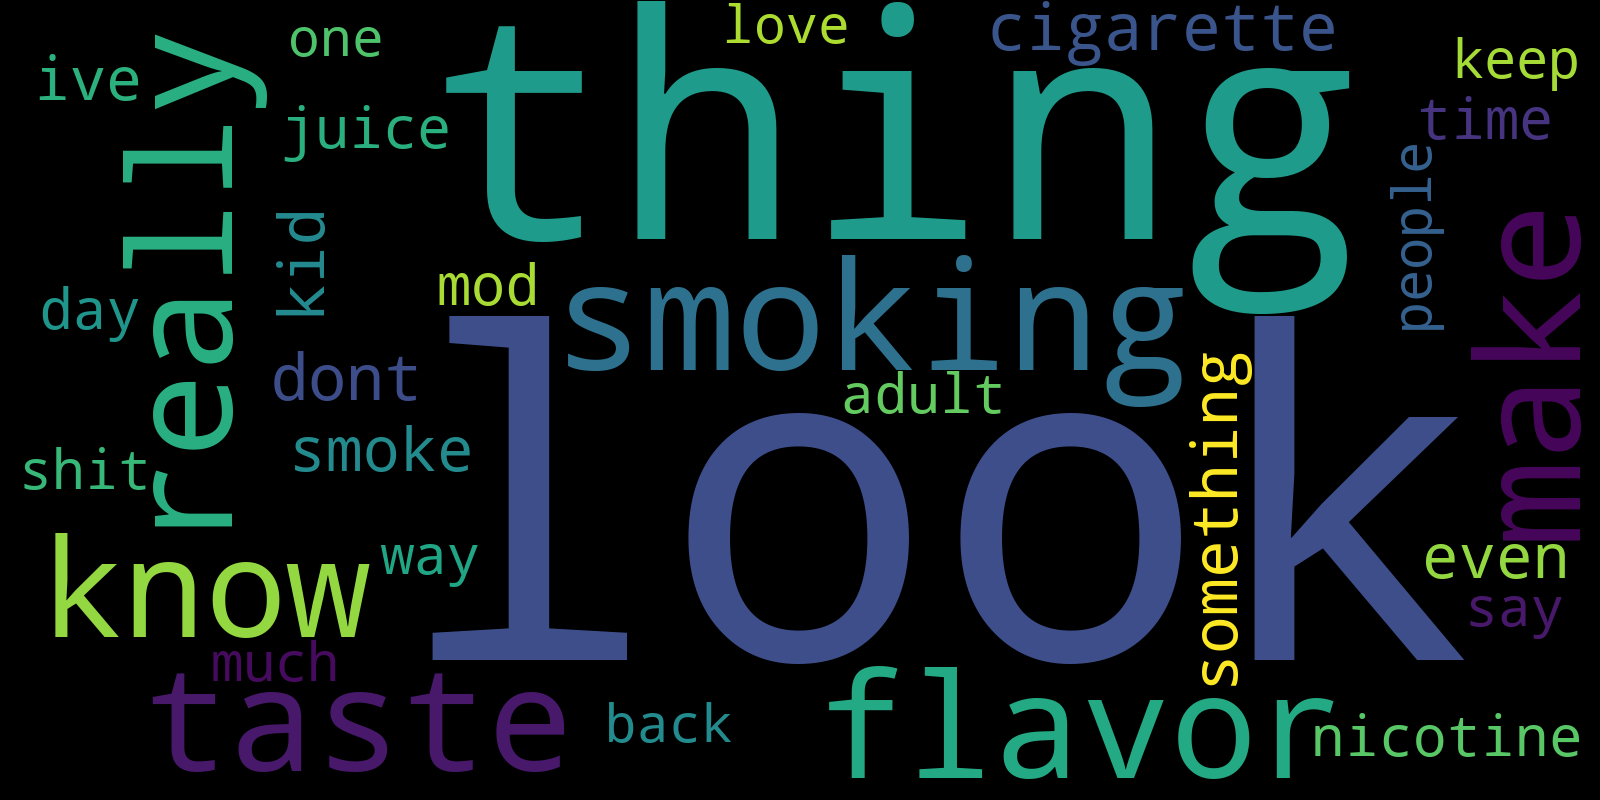 love
cigarette
one
thing
keep
ive
really
juice
time
people
kid
make
mod
smoking
day
dont
adult
look
something
smoke
shit
know
way
even
say
much
taste
back
flavor
nicotine